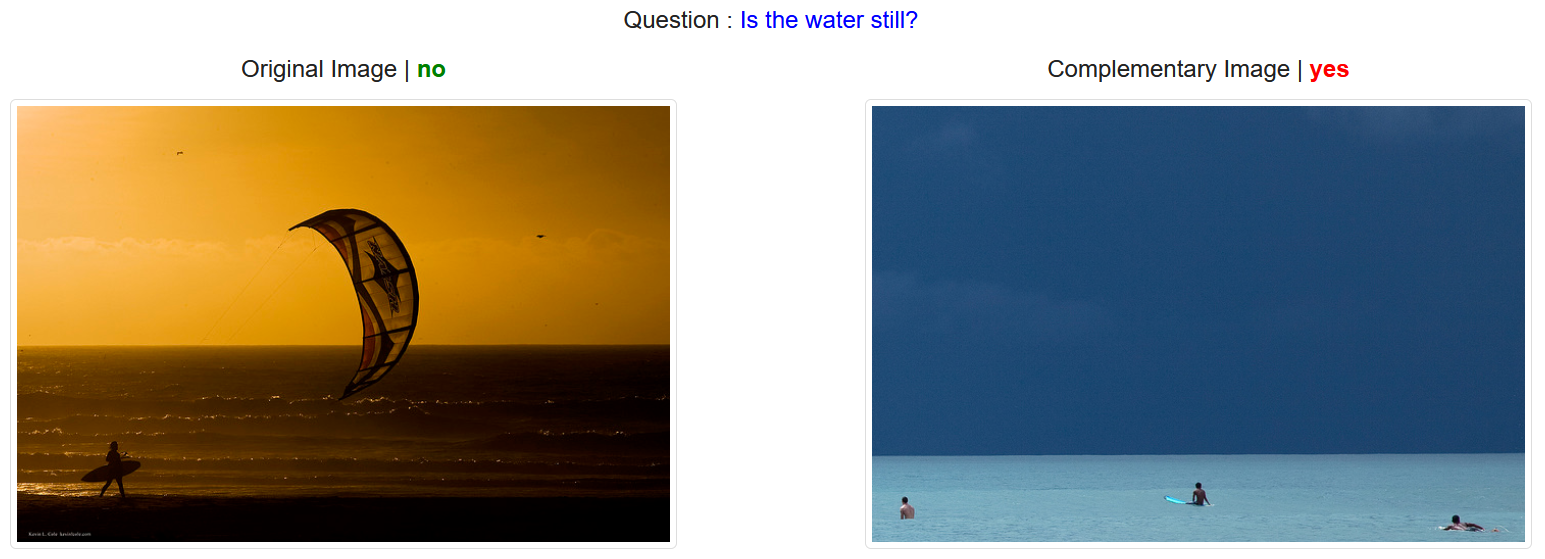 Question : Is the water still?
Original Image | no
Complementary Image | yes